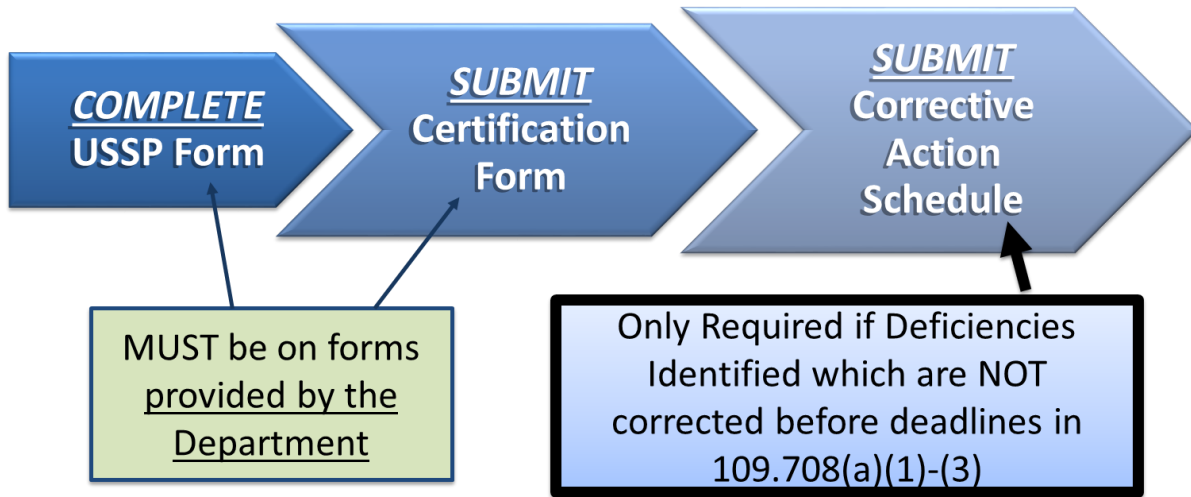 COMPLETE
USSP Form
SUBMIT
Certification
Form
SUBMIT
Corrective
Action
Schedule
MUST be on forms
provided by the
Department
Only Required if Deficiencies
Identified which are NOT
corrected before deadlines in
109.708(a)(1)-(3)